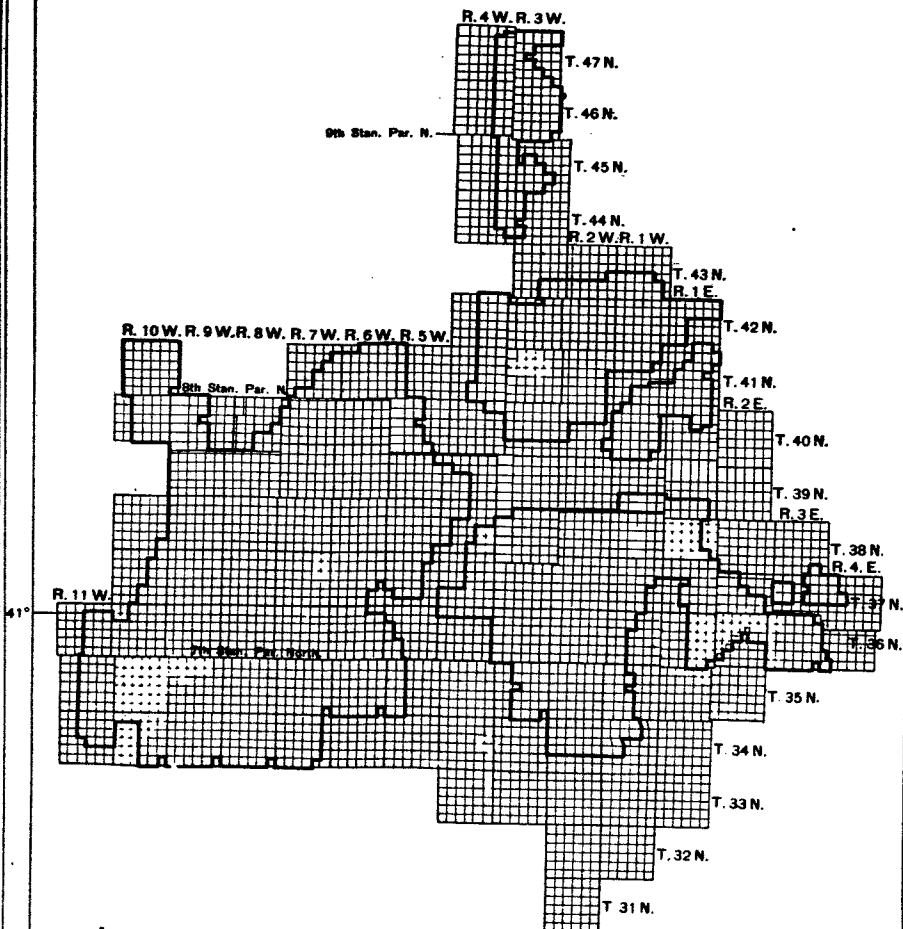 R. 4 W. R. 3 W.
T. 47 N.
T. 46 N.
9th Stan. Par. N.
T. 45 N.
T. 44 N.
R. 2 W. R. 1 W.
T. 43 N.
R. 1 E.
T. 42 N.
R. 10 W. R. 9 W. R. 8 W. R. 7 W. R. 6 W. R. 5 W.
T. 41 N.
8th Stan. Par. N.
R. 2 E.
T. 40 N.
T. 39 N.
R. 3 E.
T. 38 N.
R. 4. E.
R. 11 W.
T. 37 N.
41°
T. 36 N.
7th Stan. Par. North.
T. 35 N.
T. 34 N.
T. 33 N.
T. 32 N.
T 31 N.